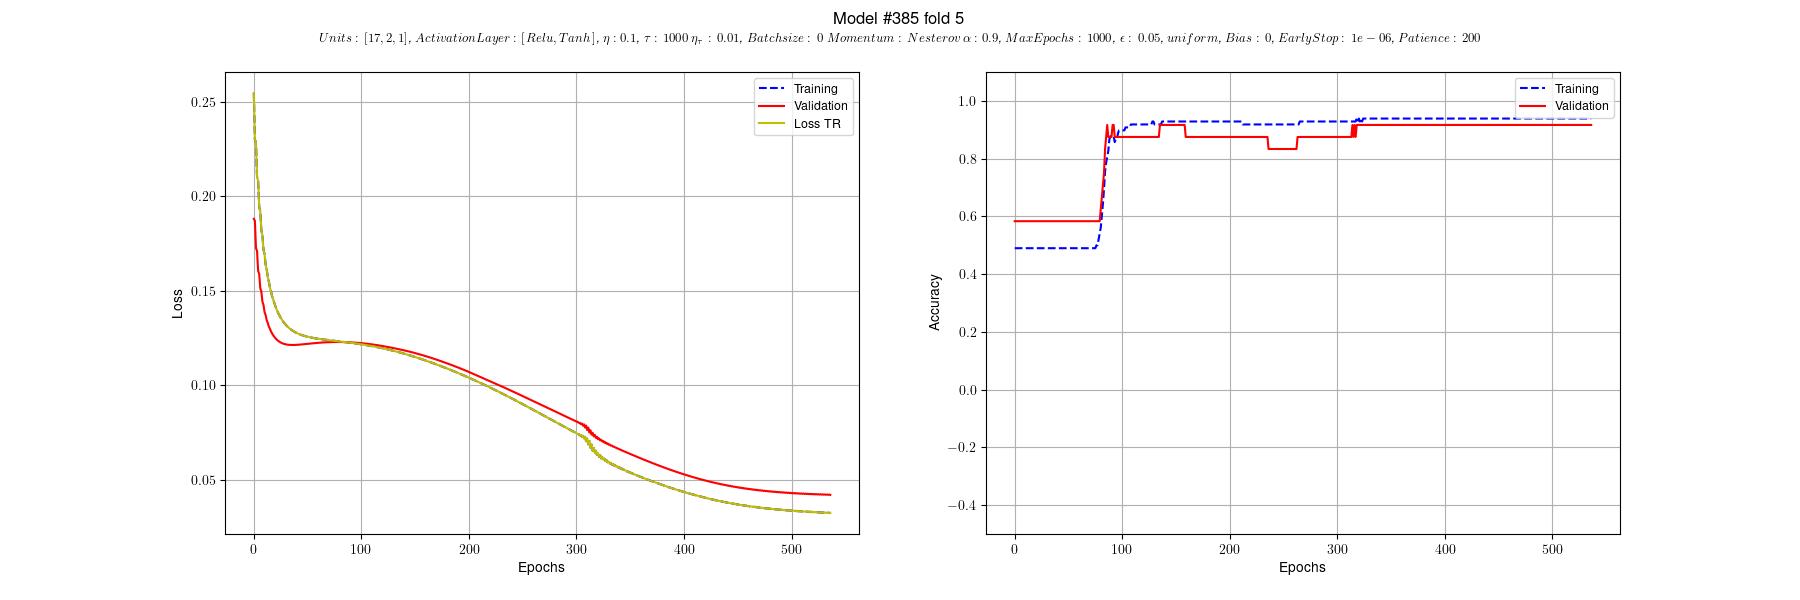 Model #385 fold 5
Units : [17, 2, 1], ActivationLayer : [Relu, Tanh], η : 0.1, τ : 1000 ητ : 0.01, Batchsize : 0 Momentum : Nesterov α : 0.9, MaxEpochs : 1000, ϵ : 0.05, uniform, Bias : 0, EarlyStop : 1e − 06, Patience : 200
Training
Validation
Loss TR
0.25
0.20
0.15
0.10
0.05
Loss
0 100 200 300 400 500
Epochs
Training
Validation
1.0
0.8
0.6
0.4
0.2
0.0
−0.2
−0.4
Accuracy
0 100 200 300 400 500
Epochs